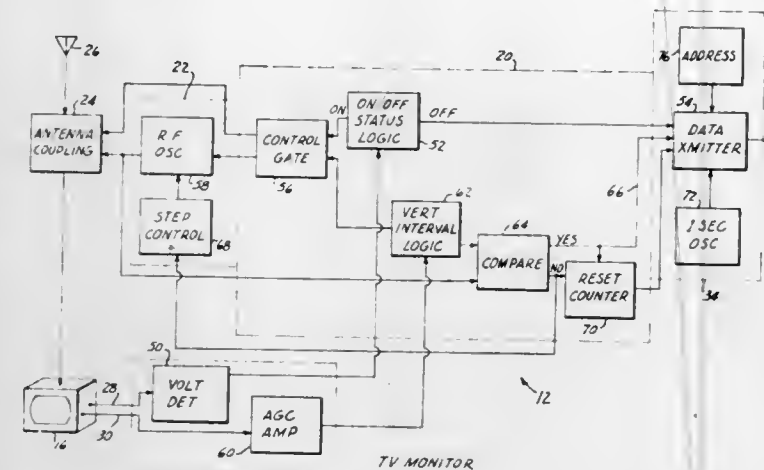 26
76
ADDRESS
20
22
24
54
ANTENNA
COUPLING
R F
OSC
58
CONTROL
GATE
56
ON
ON OFF
STATUS
LOGIC
OFF
52
DATA
XMITTER
66
72
STEP
CONTROL
68
VERT
INTERVAL
LOGIC
62
64
COMPARE
YES
NO
RESET
COUNTER
70
1 SEC
OSC
34
50
VOLT
DET
28
30
16
AGC
AMP
60
12
TV MONITOR